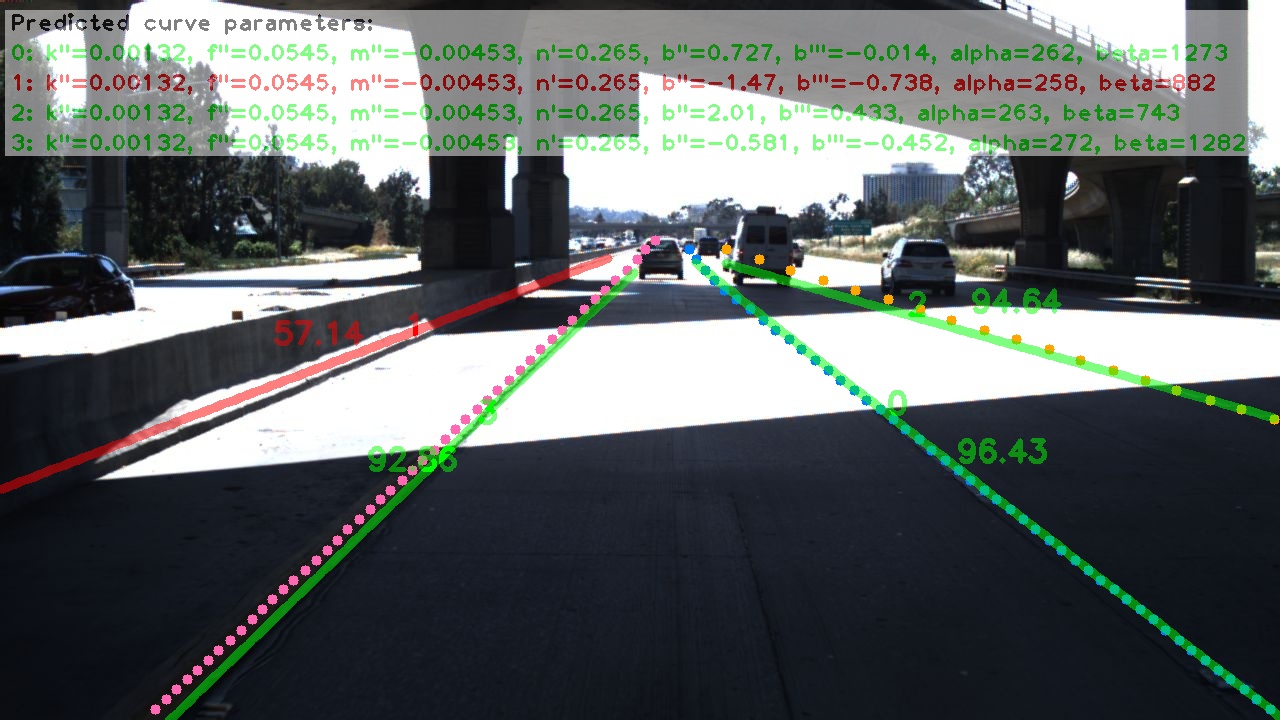 Predicted curve parameters:
0: k''=0.00132, f''=0.0545, m''=-0.00453, n'=0.265, b''=0.727, b'''=-0.014, alpha=262, beta=1273
1: k''=0.00132, f''=0.0545, m''=-0.00453, n'=0.265, b''=-1.47, b'''=-0.738, alpha=258, beta=882
2: k''=0.00132, f''=0.0545, m''=-0.00453, n'=0.265, b''=2.01, b'''=0.433, alpha=263, beta=743
3: k''=0.00132, f''=0.0545, m''=-0.00453, n'=0.265, b''=-0.581, b'''=-0.452, alpha=272, beta=1282
2 94.64
57.14 1
0
3
96.43
92.86